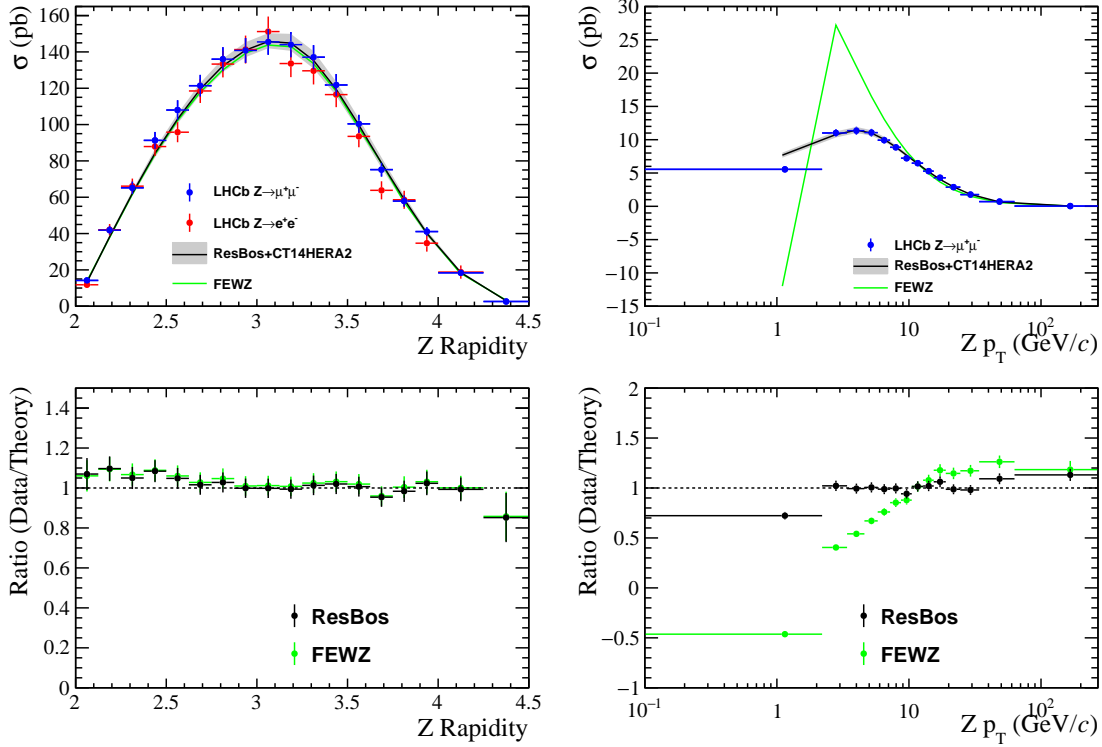 σ (pb)
160
140
120
100
80
60
40
20
0
LHCb Z→μ⁺μ⁻
LHCb Z→e⁺e⁻
ResBos+CT14HERA2
FEWZ
2 2.5 3 3.5 4 4.5
Z Rapidity
σ (pb)
30
25
20
15
10
5
0
−5
−10
−15
LHCb Z→μ⁺μ⁻
ResBos+CT14HERA2
FEWZ
10⁻¹ 1 10 10²
Z p_T (GeV/c)
Ratio (Data/Theory)
1.4
1.2
1
0.8
0.6
0.4
0.2
0
ResBos
FEWZ
2 2.5 3 3.5 4 4.5
Z Rapidity
Ratio (Data/Theory)
2
1.5
1
0.5
0
−0.5
−1
ResBos
FEWZ
10⁻¹ 1 10 10²
Z p_T (GeV/c)